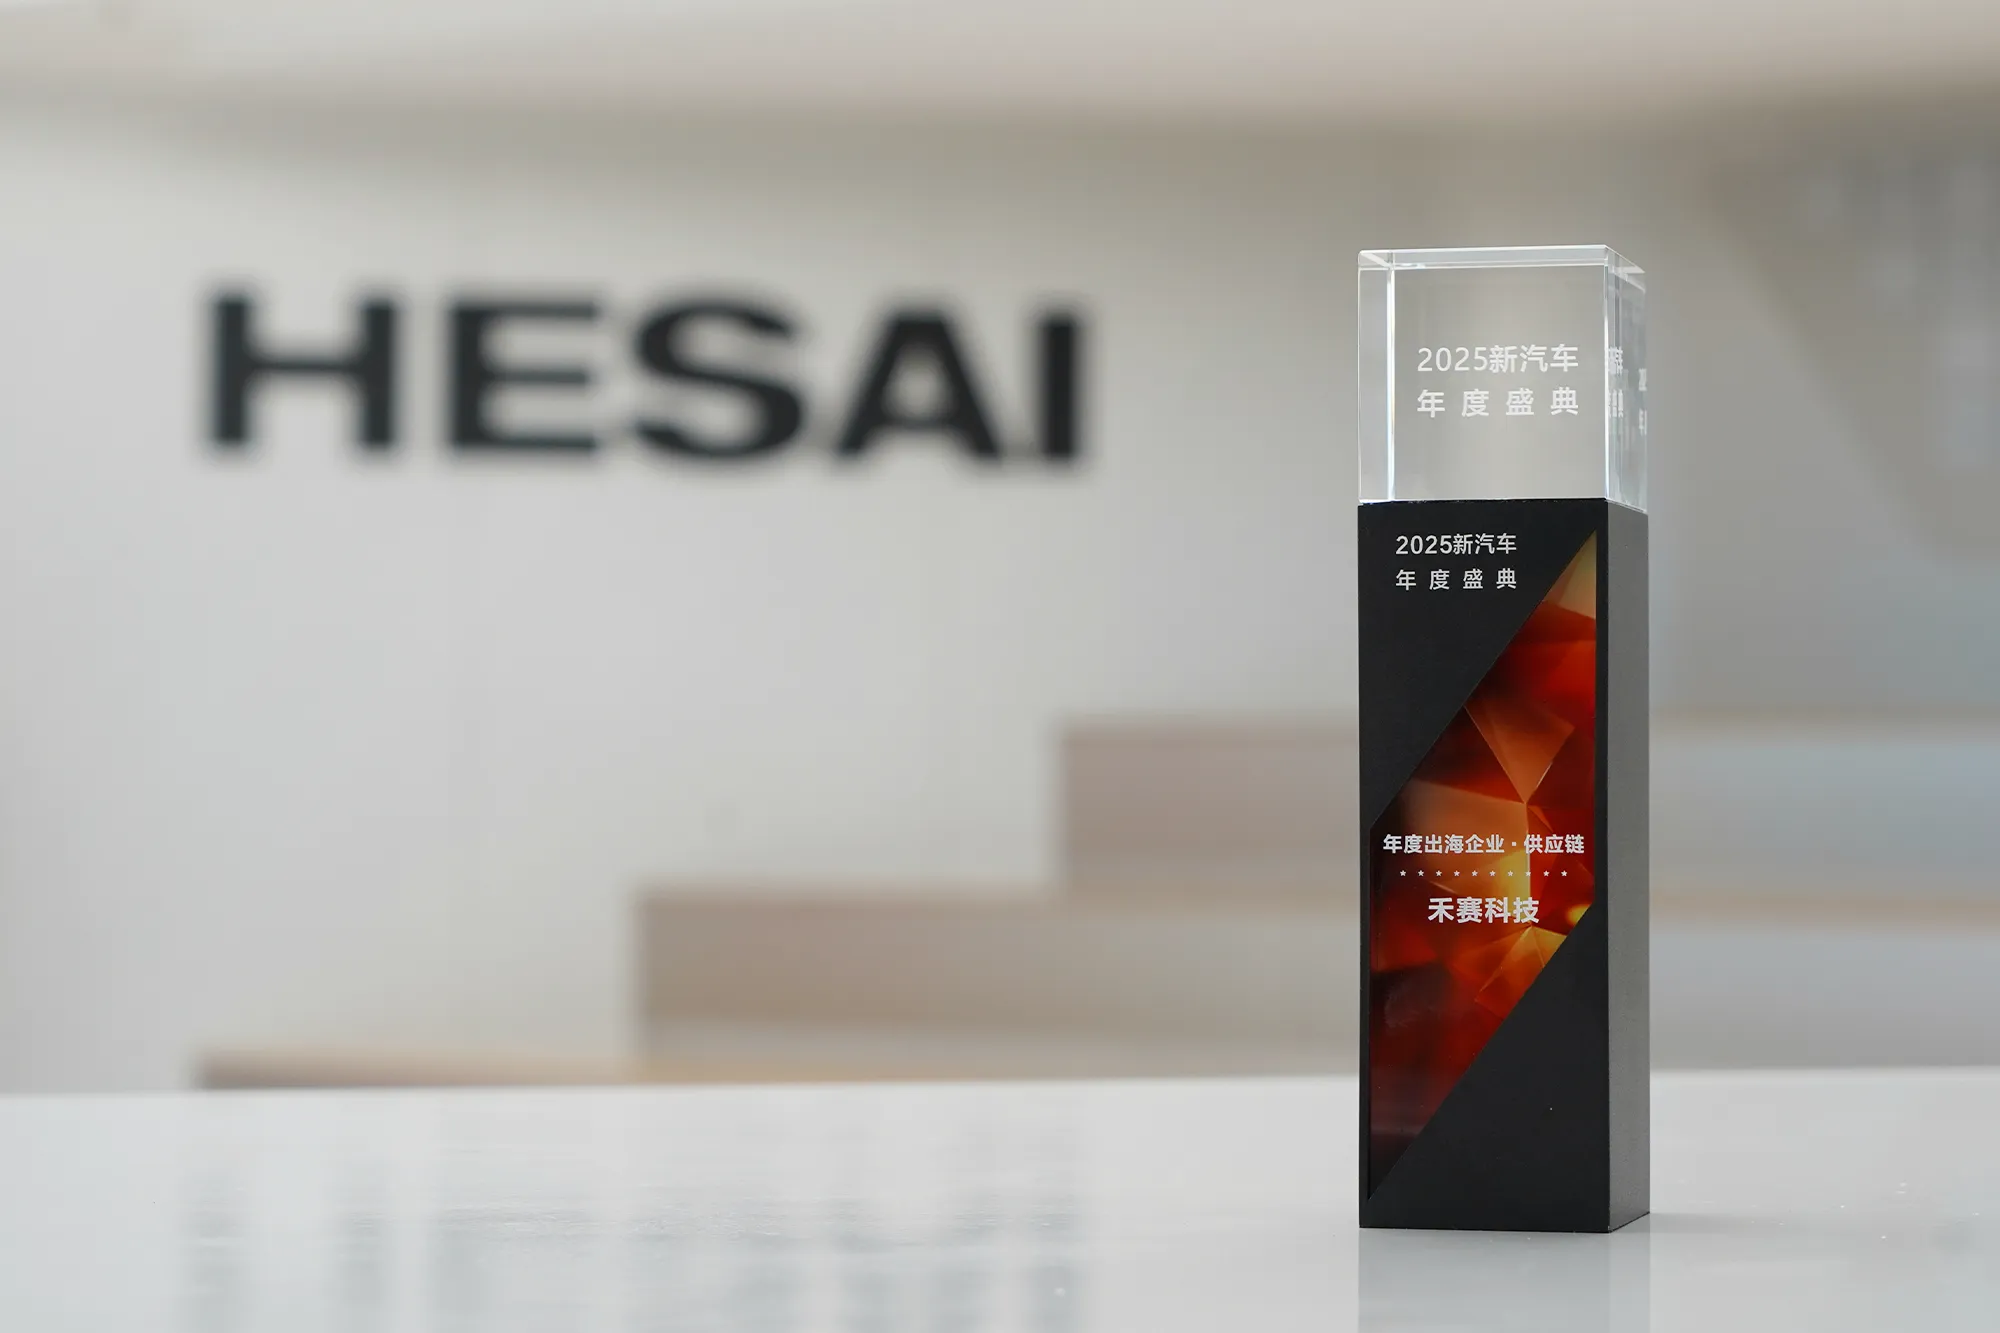 HESAI
2025新汽车
年度盛典
2025新汽车
年度盛典
年度出海企业·供应链
禾赛科技